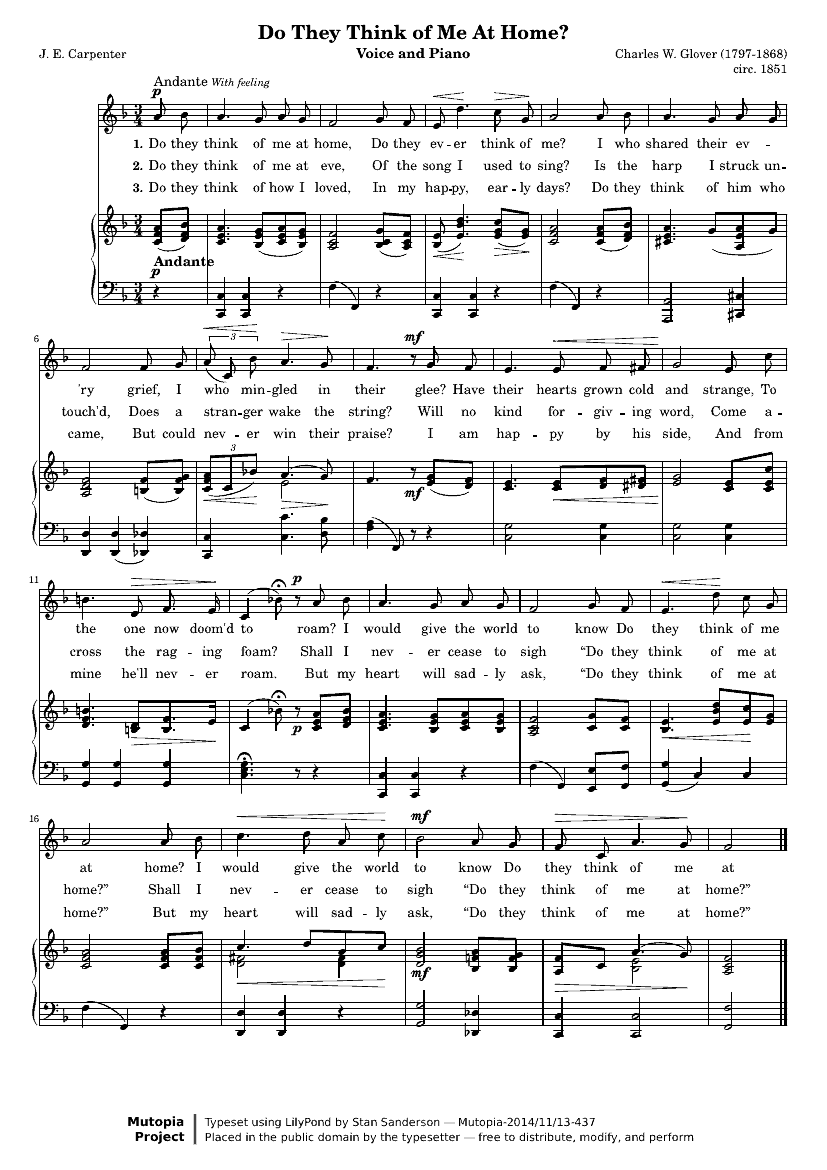 Do They Think of Me At Home?
J. E. Carpenter
Voice and Piano
Charles W. Glover (1797-1868)
circ. 1851
Andante With feeling
p
1. Do they think of me at home, Do they ev - er think of me? I who shared their ev -
2. Do they think of me at eve, Of the song I used to sing? Is the harp I struck un-
3. Do they think of how I loved, In my hap-py, ear - ly days? Do they think of him who
Andante
p
6
3
mf
'ry grief, I who min-gled in their glee? Have their hearts grown cold and strange, To
touch'd, Does a stran-ger wake the string? Will no kind for - giv - ing word, Come a -
came, But could nev - er win their praise? I am hap - py by his side, And from
3
mf
11
p
the one now doom'd to roam? I would give the world to know Do they think of me
cross the rag - ing foam? Shall I nev - er cease to sigh “Do they think of me at
mine he'll nev - er roam. But my heart will sad - ly ask, “Do they think of me at
p
16
mf
at home? I would give the world to know Do they think of me at
home?” Shall I nev - er cease to sigh “Do they think of me at home?”
home?” But my heart will sad - ly ask, “Do they think of me at home?”
mf
Mutopia Project
Typeset using LilyPond by Stan Sanderson — Mutopia-2014/11/13-437
Placed in the public domain by the typesetter — free to distribute, modify, and perform